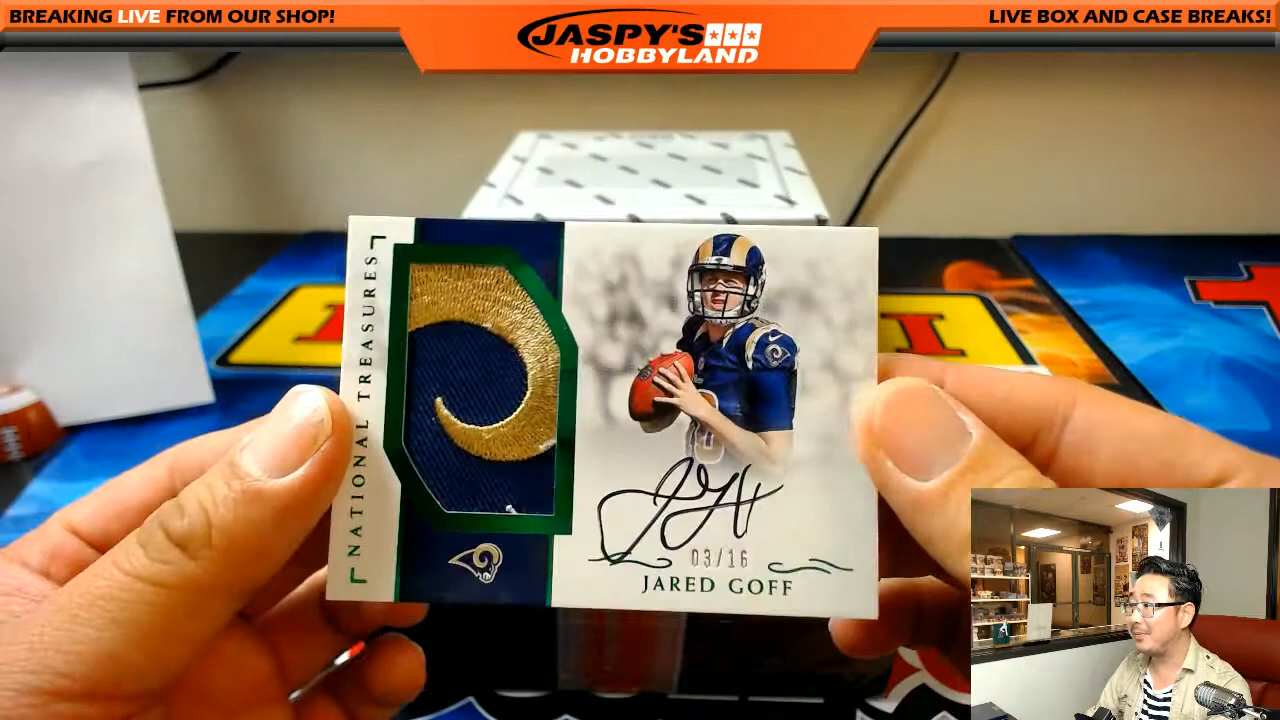 BREAKING LIVE FROM OUR SHOP!
JASPY'S
HOBBYLAND
LIVE BOX AND CASE BREAKS!
NATIONAL TREASURES
03/16
JARED GOFF